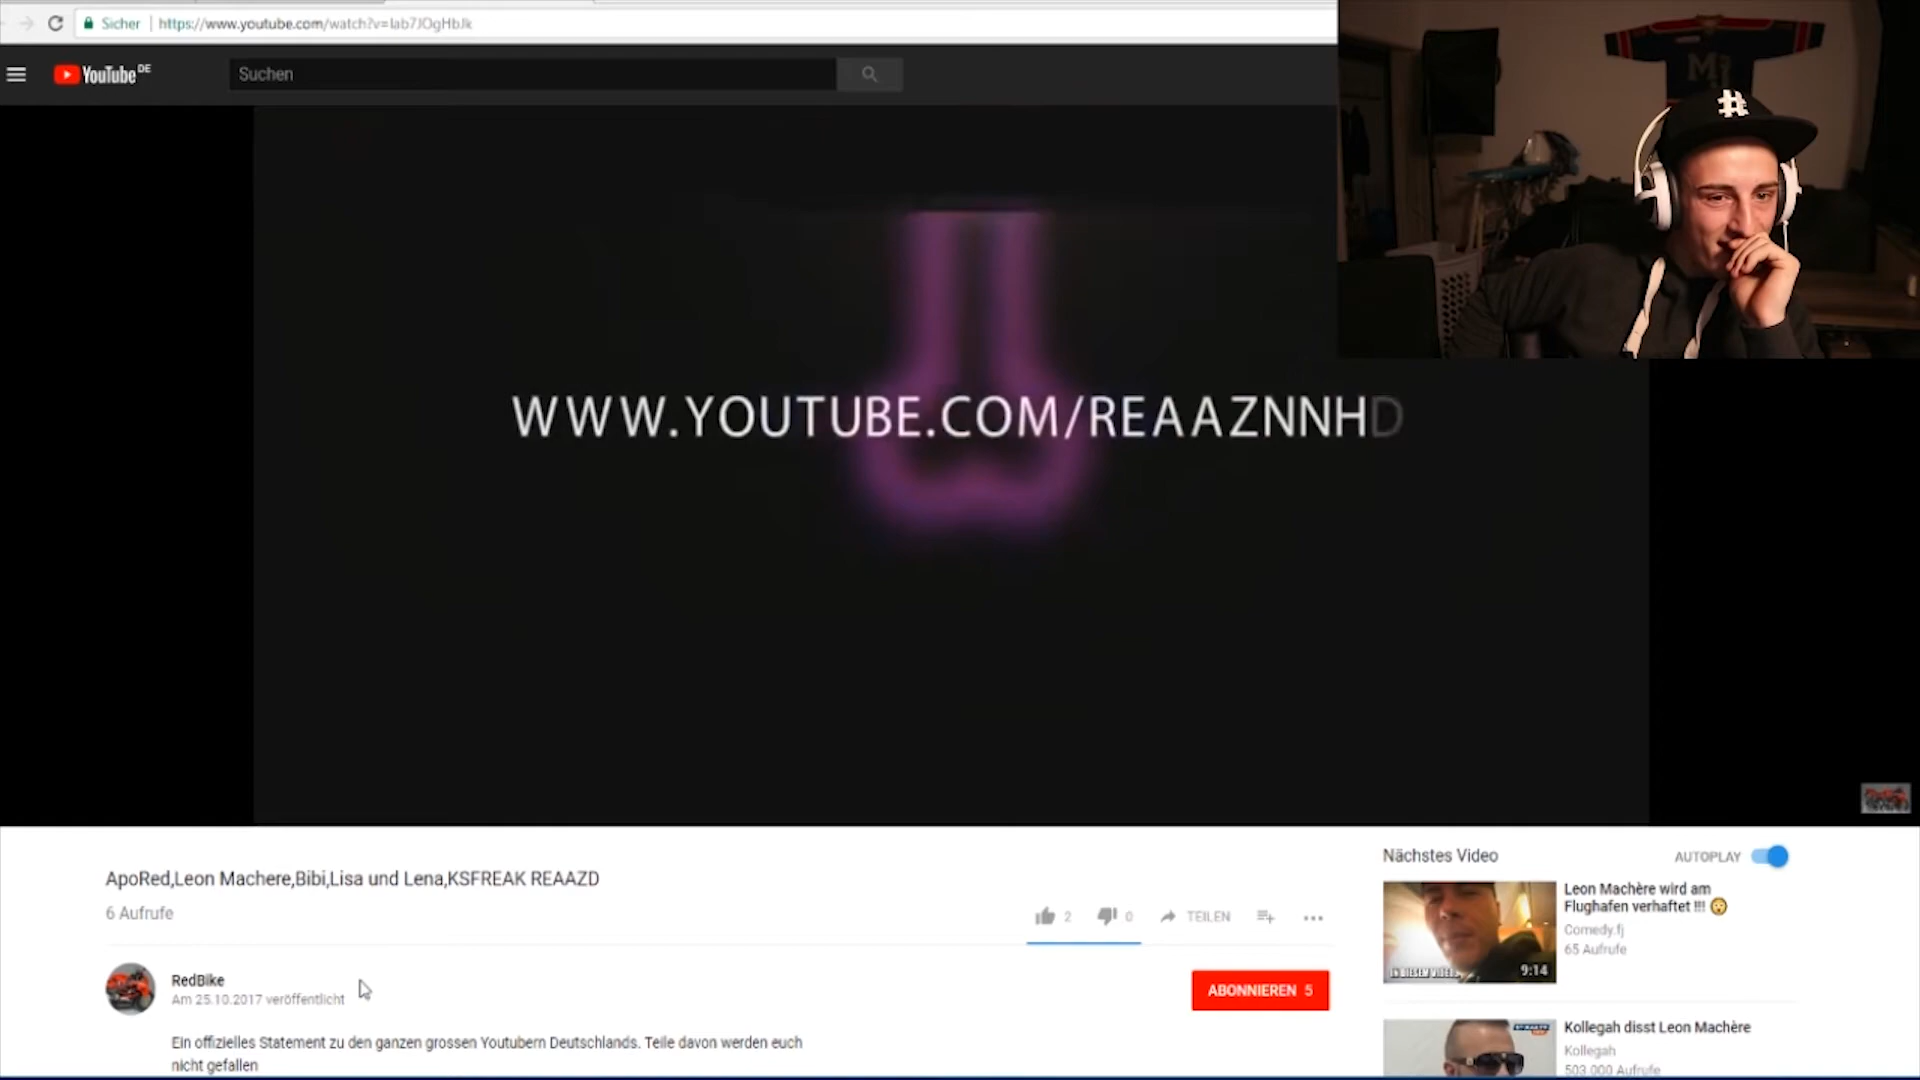 Sicher https://www.youtube.com/watch?v=lab7JOgHbJk
YouTube DE
Suchen
WWW.YOUTUBE.COM/REAAZNNHD
ApoRed,Leon Machere,Bibi,Lisa und Lena,KSFREAK REAAZD
6 Aufrufe
2 0 TEILEN
RedBike
Am 25.10.2017 veröffentlicht
ABONNIEREN 5
Ein offizielles Statement zu den ganzen grossen Youtubern Deutschlands. Teile davon werden euch
nicht gefallen
Nächstes Video AUTOPLAY
IN DIESEM VIDEO
9:14
Leon Machère wird am
Flughafen verhaftet !!!
Comedy.fj
65 Aufrufe
Kollegah disst Leon Machère
Kollegah
503.000 Aufrufe
#
M